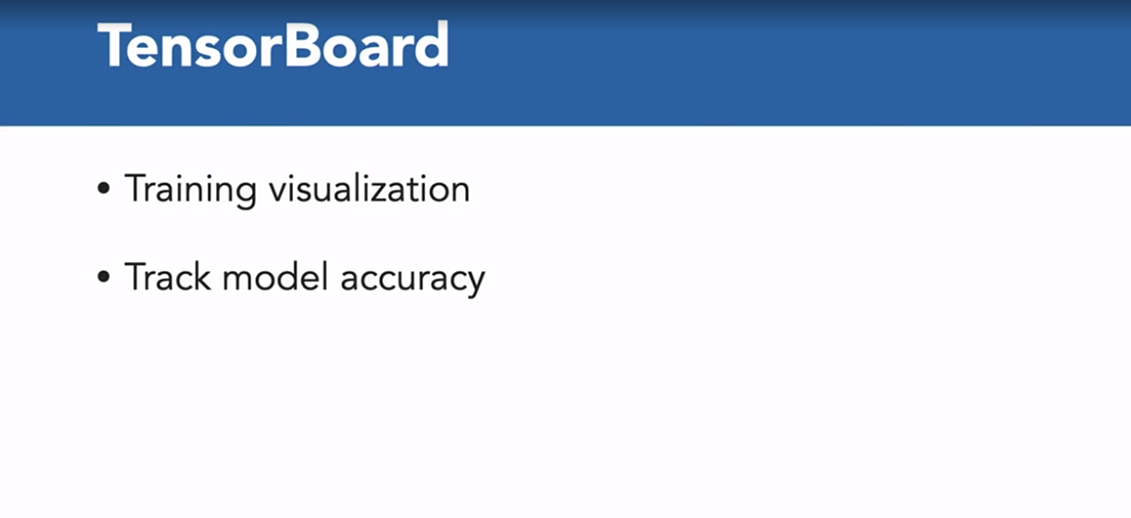 TensorBoard
• Training visualization
• Track model accuracy